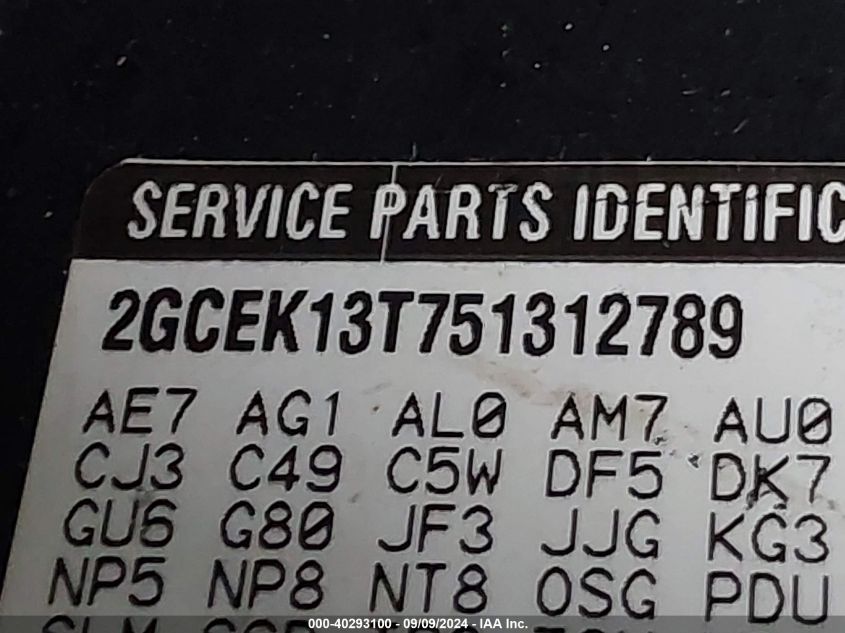 SERVICE PARTS IDENTIFIC
2GCEK13T751312789
AE7 AG1 AL0 AM7 AU0
CJ3 C49 C5W DF5 DK7
GU6 G80 JF3 JJG KG3
NP5 NP8 NT8 OSG PDU
000-40293100 - 09/09/2024 - IAA Inc.